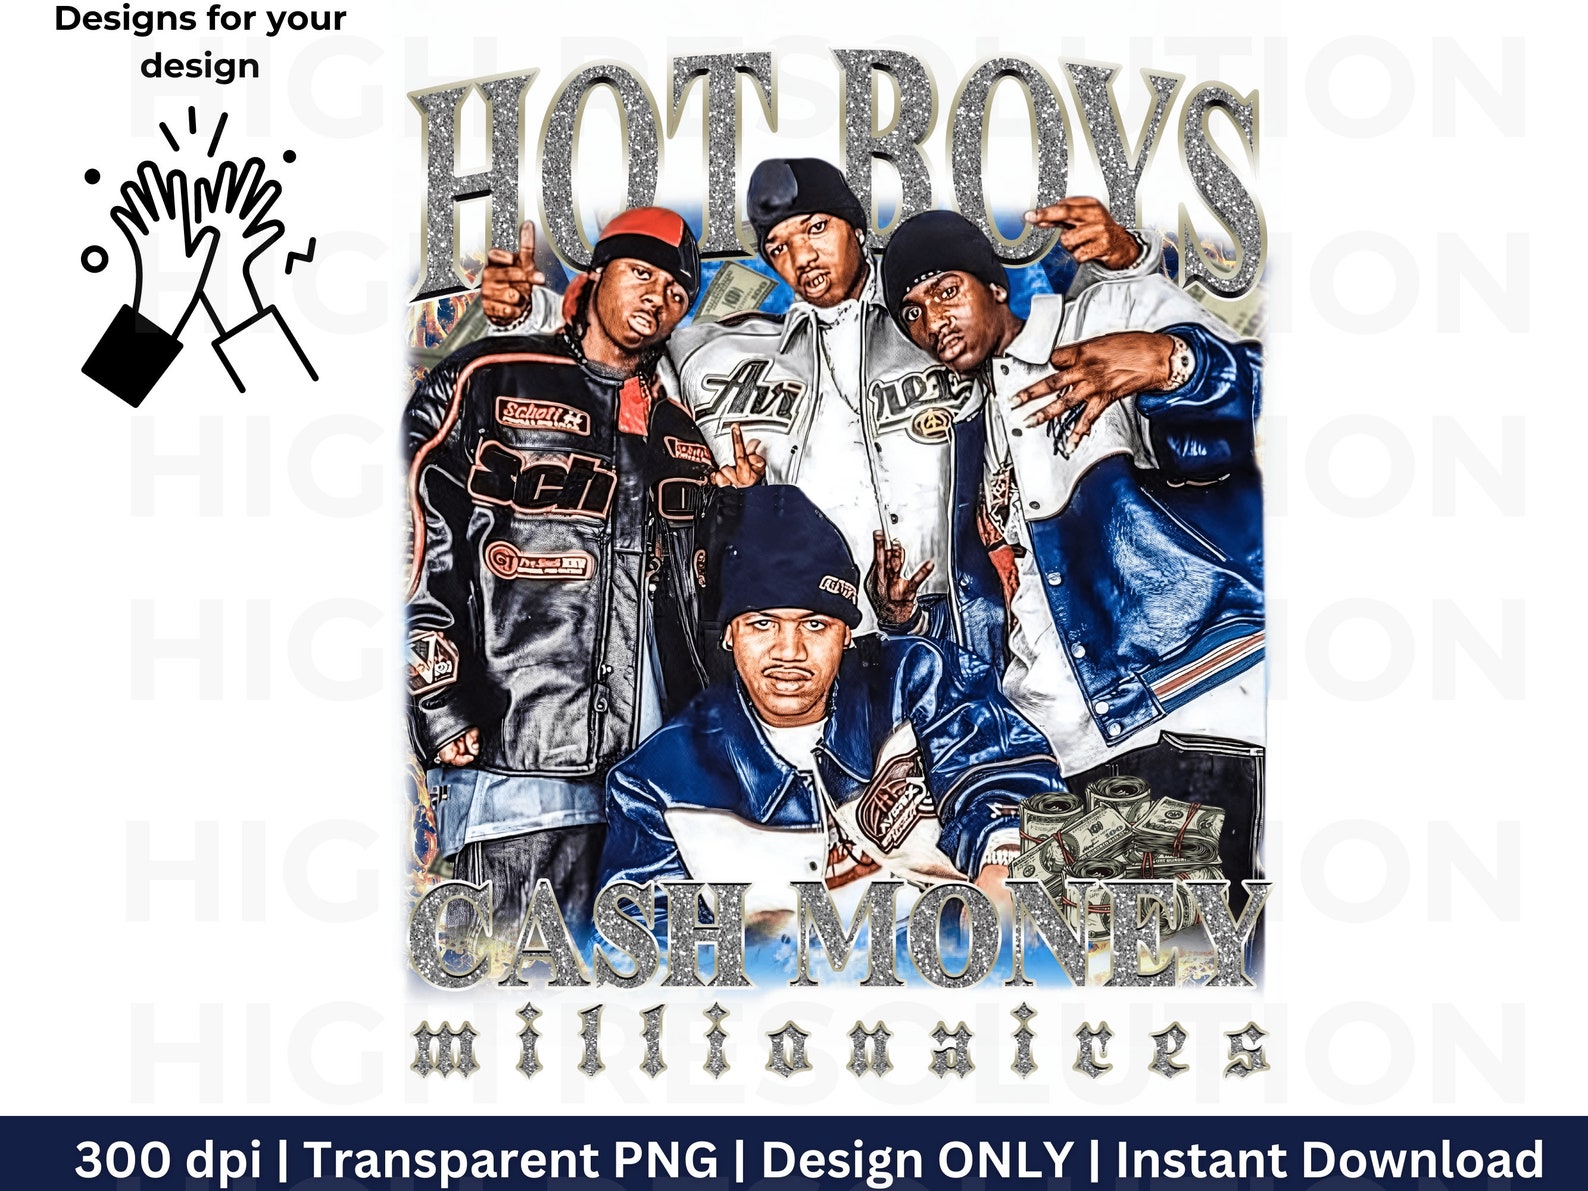 Designs for your
design
HIGH RESOLUTION
HOT BOYS
HIGH RESOLUTION
Schott
Sch
HIGH RESOLUTION
HIGH RESOLUTION
HIGH RESOLUTION
CASH MONEY
HIGH RESOLUTION
millionaires
300 dpi | Transparent PNG | Design ONLY | Instant Download